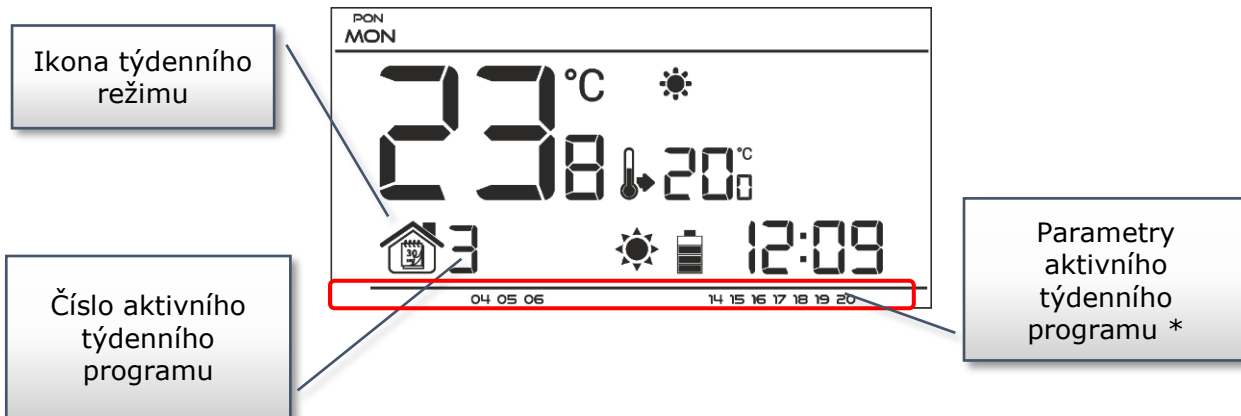 PON
MON
Ikona týdenního
režimu
23 8 °C
20 0 °C
30
3
12:09
04 05 06 14 15 16 17 18 19 20
Číslo aktivního
týdenního
programu
Parametry
aktivního
týdenního
programu *